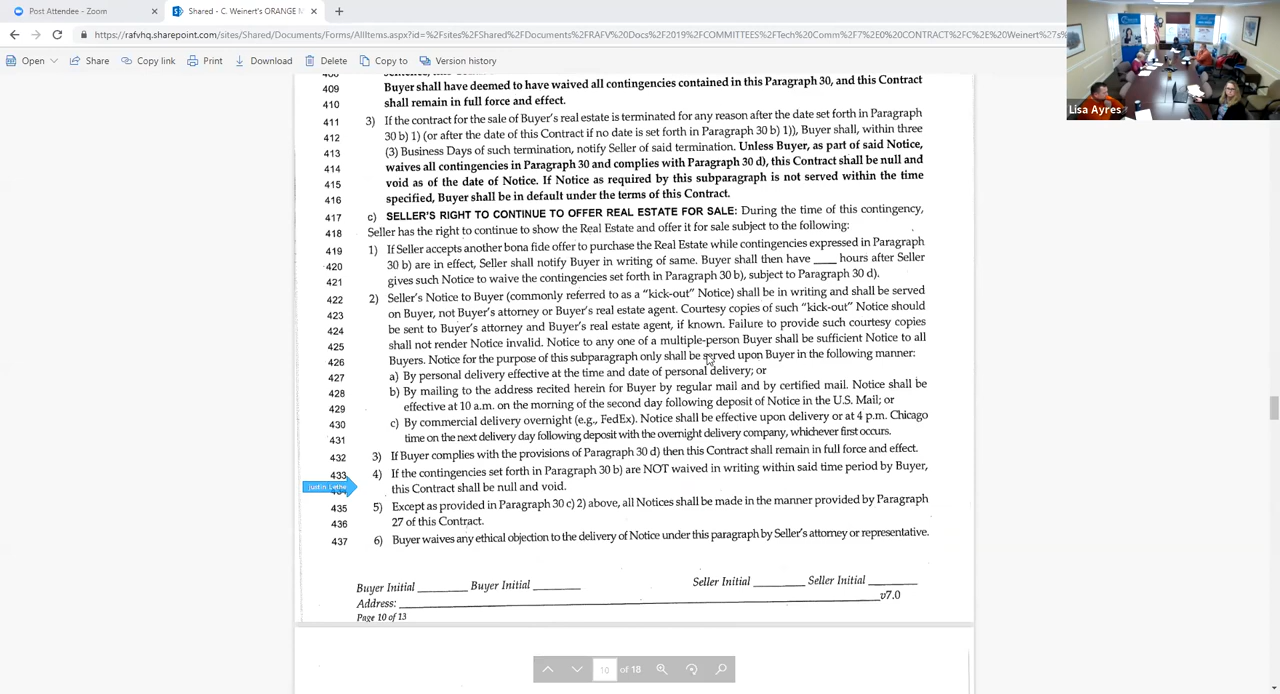 Post Attendee - Zoom
Shared - C. Weinert's ORANGE M
https://rafvhq.sharepoint.com/sites/Shared/Documents/Forms/AllItems.aspx?id=%2Fsites%2FShared%2FDocuments%2FRAFV%20Docs%2F2019%2FCOMMITTEES%2FTech%20Comm%2F7%2E0%20CONTRACT%2FC%2E%20Weinert%27s%
Open Share Copy link Print Download Delete Copy to Version history
Lisa Ayres
409 Buyer shall have deemed to have waived all contingencies contained in this Paragraph 30, and this Contract
410 shall remain in full force and effect.
411 3) If the contract for the sale of Buyer's real estate is terminated for any reason after the date set forth in Paragraph
412 30 b) 1) (or after the date of this Contract if no date is set forth in Paragraph 30 b) 1)), Buyer shall, within three
413 (3) Business Days of such termination, notify Seller of said termination. Unless Buyer, as part of said Notice,
414 waives all contingencies in Paragraph 30 and complies with Paragraph 30 d), this Contract shall be null and
415 void as of the date of Notice. If Notice as required by this subparagraph is not served within the time
416 specified, Buyer shall be in default under the terms of this Contract.
417 c) SELLER'S RIGHT TO CONTINUE TO OFFER REAL ESTATE FOR SALE: During the time of this contingency,
418 Seller has the right to continue to show the Real Estate and offer it for sale subject to the following:
419 1) If Seller accepts another bona fide offer to purchase the Real Estate while contingencies expressed in Paragraph
420 30 b) are in effect, Seller shall notify Buyer in writing of same. Buyer shall then have ____ hours after Seller
421 gives such Notice to waive the contingencies set forth in Paragraph 30 b), subject to Paragraph 30 d).
422 2) Seller's Notice to Buyer (commonly referred to as a "kick-out" Notice) shall be in writing and shall be served
423 on Buyer, not Buyer's attorney or Buyer's real estate agent. Courtesy copies of such "kick-out" Notice should
424 be sent to Buyer's attorney and Buyer's real estate agent, if known. Failure to provide such courtesy copies
425 shall not render Notice invalid. Notice to any one of a multiple-person Buyer shall be sufficient Notice to all
426 Buyers. Notice for the purpose of this subparagraph only shall be served upon Buyer in the following manner:
427 a) By personal delivery effective at the time and date of personal delivery; or
428 b) By mailing to the address recited herein for Buyer by regular mail and by certified mail. Notice shall be
429 effective at 10 a.m. on the morning of the second day following deposit of Notice in the U.S. Mail; or
430 c) By commercial delivery overnight (e.g., FedEx). Notice shall be effective upon delivery or at 4 p.m. Chicago
431 time on the next delivery day following deposit with the overnight delivery company, whichever first occurs.
432 3) If Buyer complies with the provisions of Paragraph 30 d) then this Contract shall remain in full force and effect.
433 4) If the contingencies set forth in Paragraph 30 b) are NOT waived in writing within said time period by Buyer,
this Contract shall be null and void.
435 5) Except as provided in Paragraph 30 c) 2) above, all Notices shall be made in the manner provided by Paragraph
436 27 of this Contract.
437 6) Buyer waives any ethical objection to the delivery of Notice under this paragraph by Seller's attorney or representative.
Buyer Initial ________ Buyer Initial ________ Seller Initial ________ Seller Initial ________
Address: ________ v7.0
Page 10 of 13
10 of 18